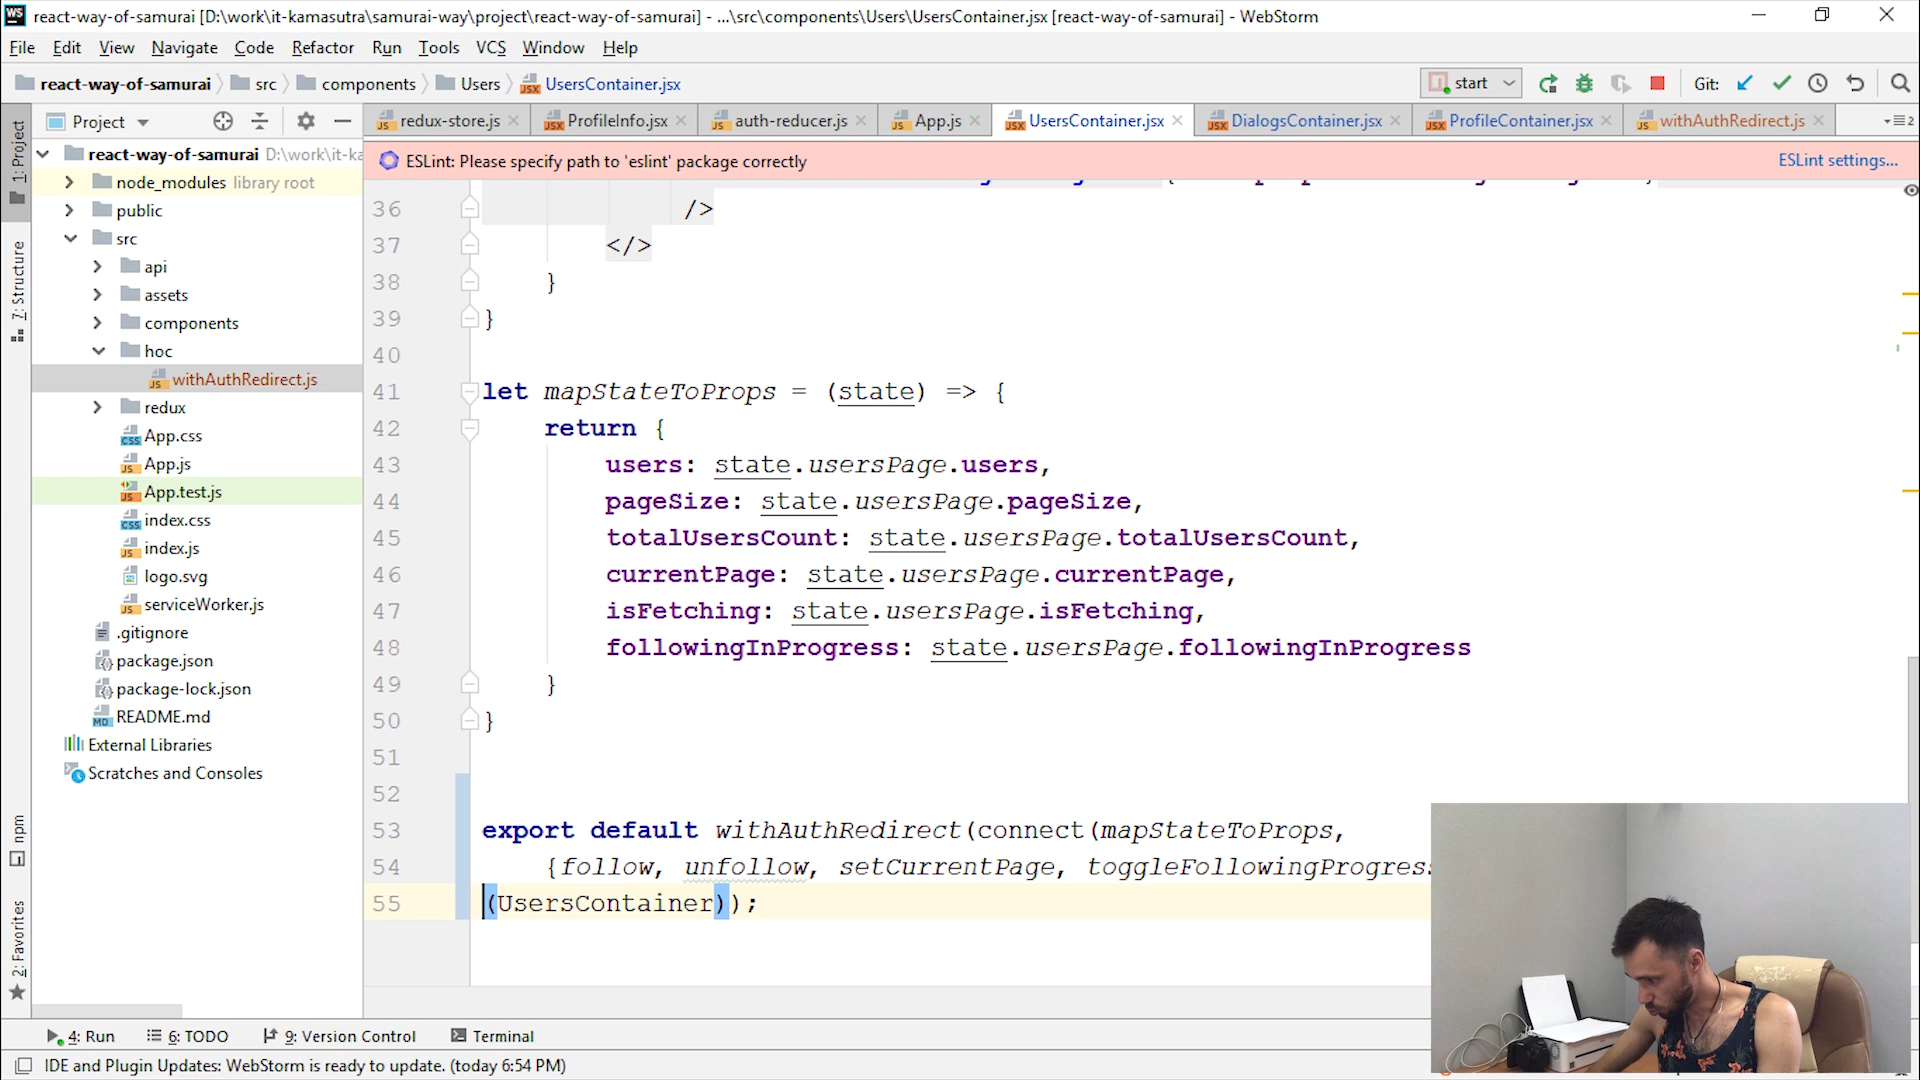 WS react-way-of-samurai [D:\work\it-kamasutra\samurai-way\project\react-way-of-samurai] - ...\src\components\Users\UsersContainer.jsx [react-way-of-samurai] - WebStorm
File Edit View Navigate Code Refactor Run Tools VCS Window Help
react-way-of-samurai src components Users UsersContainer.jsx start Git:
Project redux-store.js ProfileInfo.jsx auth-reducer.js App.js UsersContainer.jsx DialogsContainer.jsx ProfileContainer.jsx withAuthRedirect.js 2
ESLint: Please specify path to 'eslint' package correctly ESLint settings...
1: Project
7: Structure
npm
2: Favorites
react-way-of-samurai D:\work\it-ka
node_modules library root
public
src
api
assets
components
hoc
withAuthRedirect.js
redux
App.css
App.js
App.test.js
index.css
index.js
logo.svg
serviceWorker.js
.gitignore
package.json
package-lock.json
README.md
External Libraries
Scratches and Consoles
36 />
37 </>
38 }
39 }
40
41 let mapStateToProps = (state) => {
42 return {
43 users: state.usersPage.users,
44 pageSize: state.usersPage.pageSize,
45 totalUsersCount: state.usersPage.totalUsersCount,
46 currentPage: state.usersPage.currentPage,
47 isFetching: state.usersPage.isFetching,
48 followingInProgress: state.usersPage.followingInProgress
49 }
50 }
51
52
53 export default withAuthRedirect(connect(mapStateToProps,
54 {follow, unfollow, setCurrentPage, toggleFollowingProgress
55 (UsersContainer));
4: Run 6: TODO 9: Version Control Terminal
IDE and Plugin Updates: WebStorm is ready to update. (today 6:54 PM)